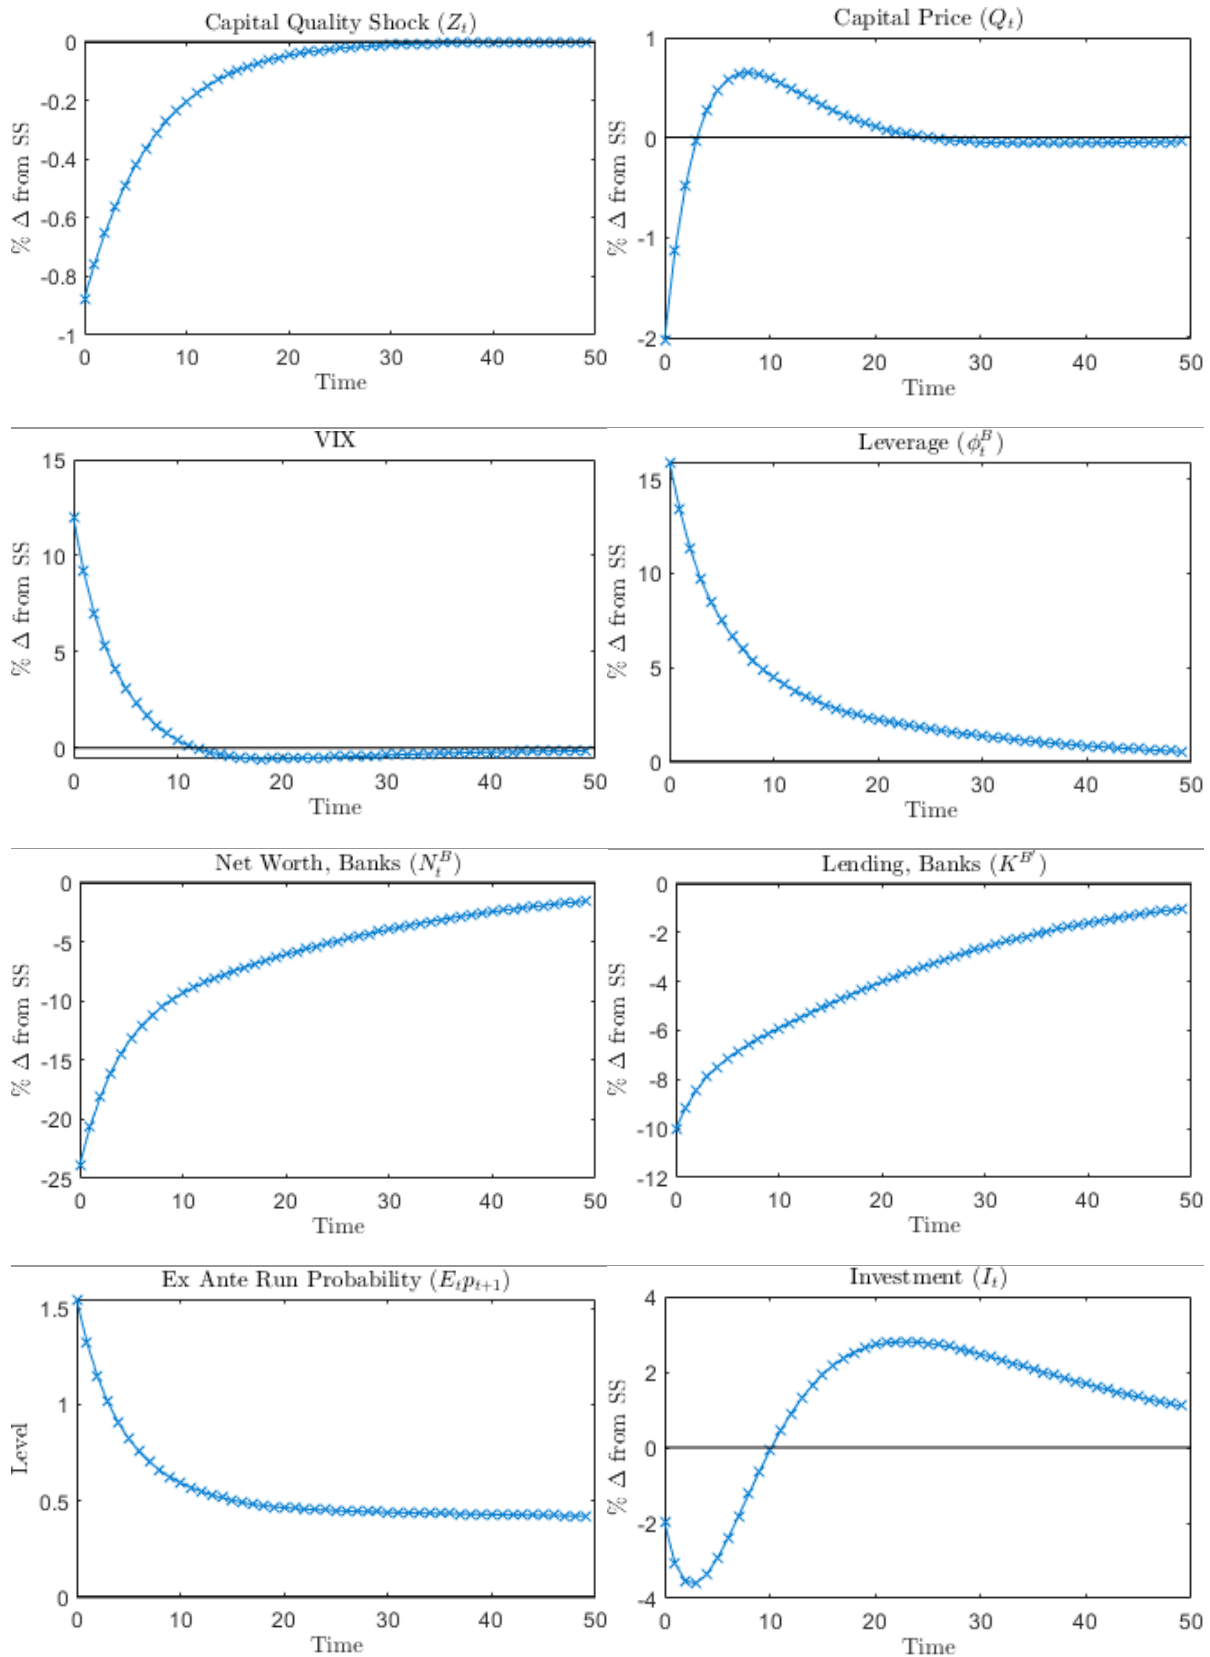 Capital Quality Shock (Z_t)
% Δ from SS
0
-0.2
-0.4
-0.6
-0.8
-1
0 10 20 30 40 50
Time
Capital Price (Q_t)
% Δ from SS
1
0
-1
-2
0 10 20 30 40 50
Time
VIX
% Δ from SS
15
10
5
0
0 10 20 30 40 50
Time
Leverage (ϕ_t^B)
% Δ from SS
15
10
5
0
0 10 20 30 40 50
Time
Net Worth, Banks (N_t^B)
% Δ from SS
0
-5
-10
-15
-20
-25
0 10 20 30 40 50
Time
Lending, Banks (K^{B'})
% Δ from SS
0
-2
-4
-6
-8
-10
-12
0 10 20 30 40 50
Time
Ex Ante Run Probability (E_t p_{t+1})
Level
1.5
1
0.5
0
0 10 20 30 40 50
Time
Investment (I_t)
% Δ from SS
4
2
0
-2
-4
0 10 20 30 40 50
Time